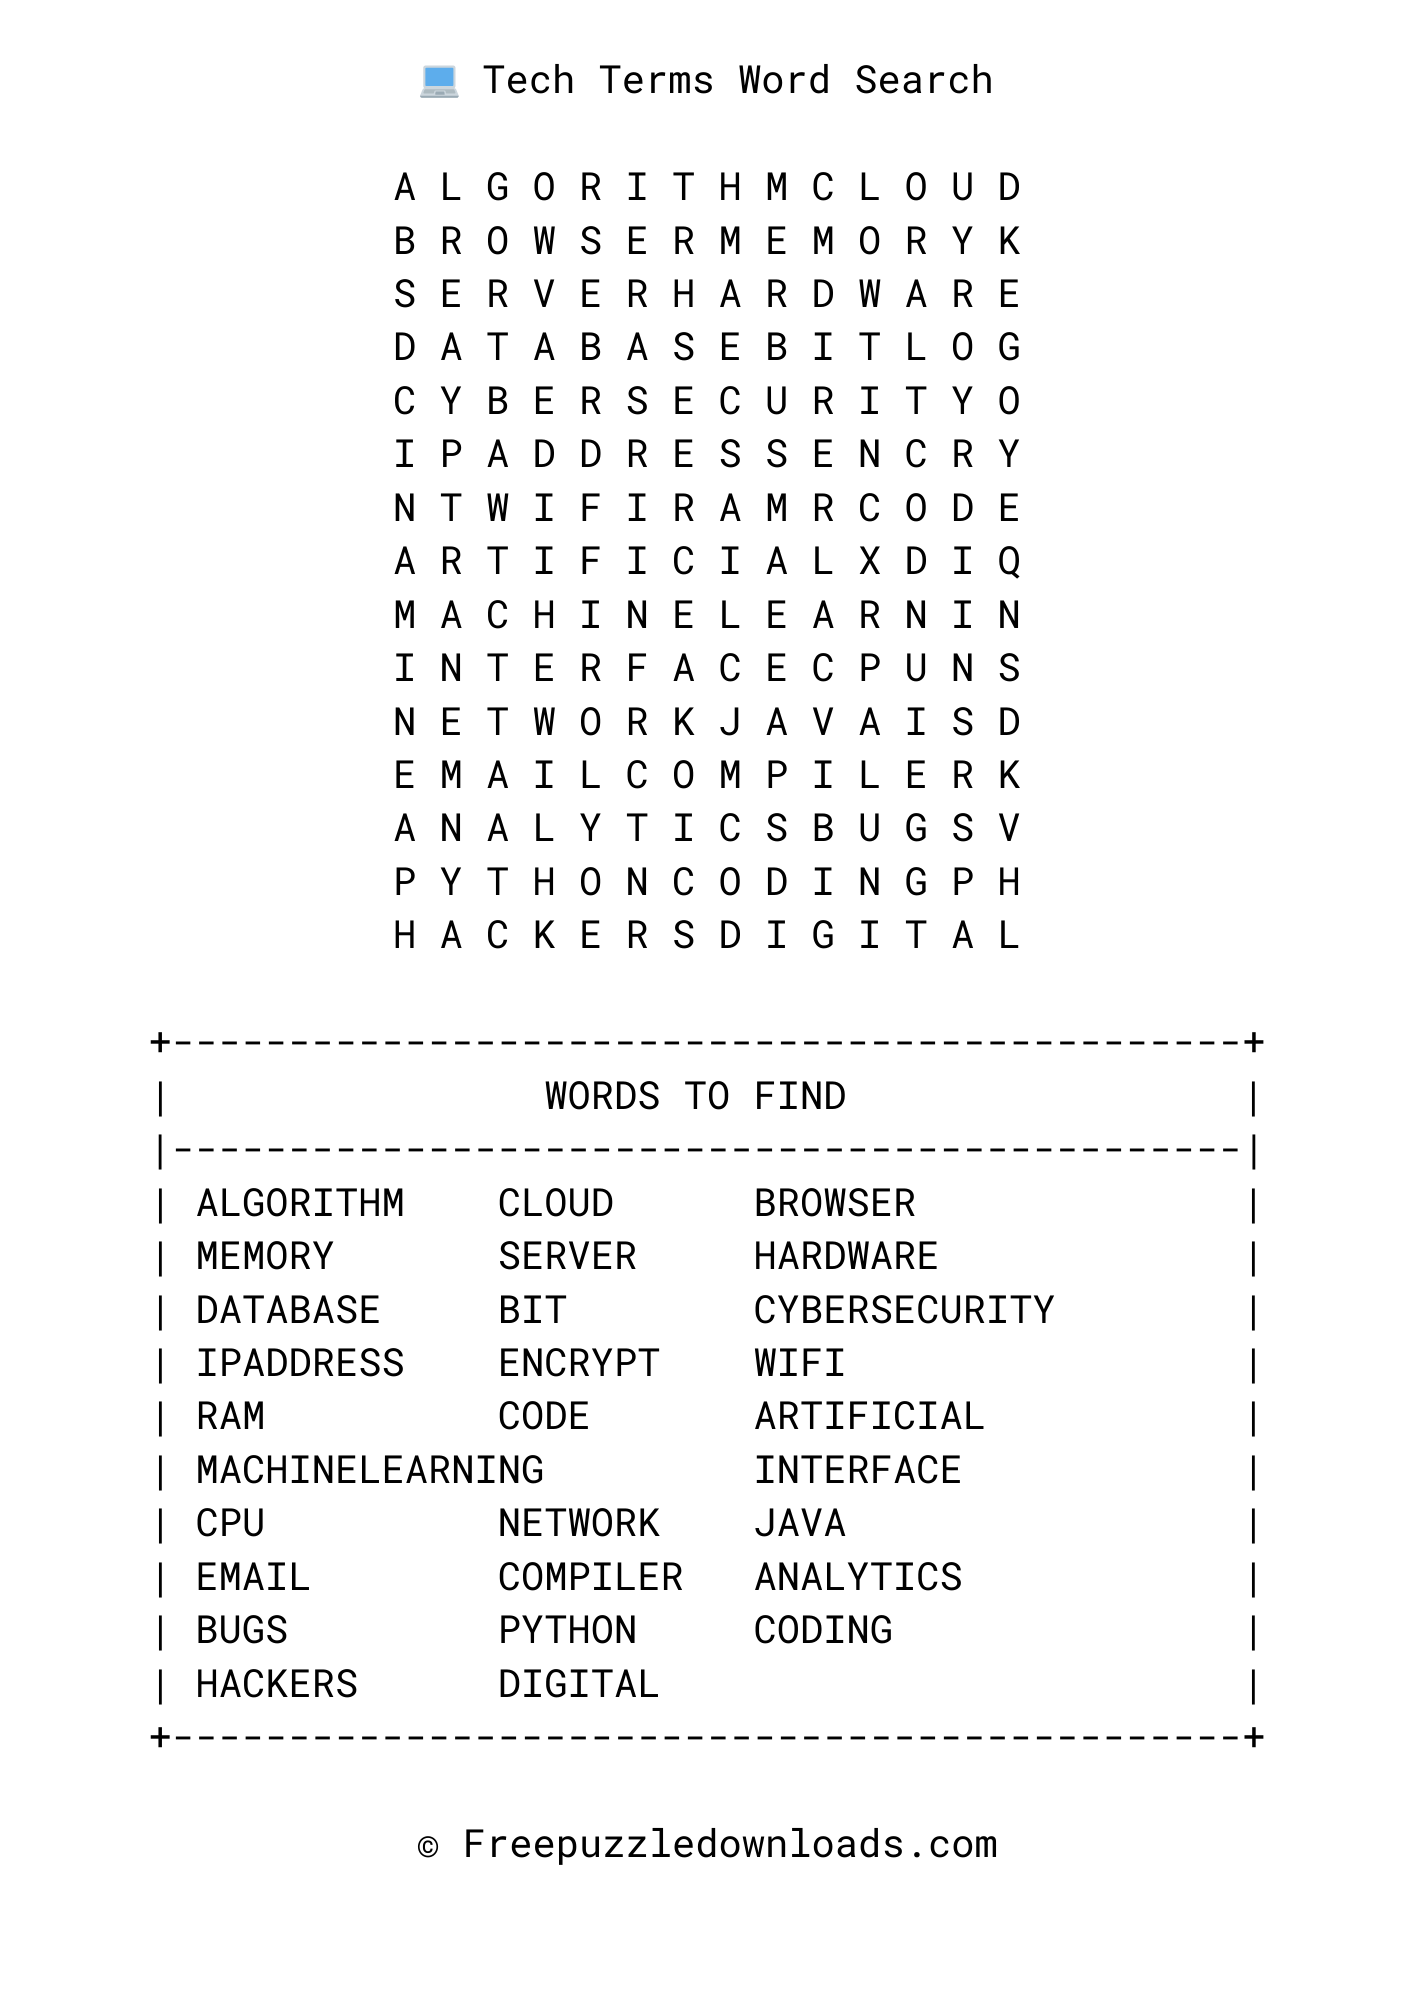 💻 Tech Terms Word Search
A L G O R I T H M C L O U D
B R O W S E R M E M O R Y K
S E R V E R H A R D W A R E
D A T A B A S E B I T L O G
C Y B E R S E C U R I T Y O
I P A D D R E S S E N C R Y
N T W I F I R A M R C O D E
A R T I F I C I A L X D I Q
M A C H I N E L E A R N I N
I N T E R F A C E C P U N S
N E T W O R K J A V A I S D
E M A I L C O M P I L E R K
A N A L Y T I C S B U G S V
P Y T H O N C O D I N G P H
H A C K E R S D I G I T A L
+----------------------------------------------+
| WORDS TO FIND |
|----------------------------------------------|
| ALGORITHM CLOUD BROWSER |
| MEMORY SERVER HARDWARE |
| DATABASE BIT CYBERSECURITY |
| IPADDRESS ENCRYPT WIFI |
| RAM CODE ARTIFICIAL |
| MACHINELEARNING INTERFACE |
| CPU NETWORK JAVA |
| EMAIL COMPILER ANALYTICS |
| BUGS PYTHON CODING |
| HACKERS DIGITAL |
+----------------------------------------------+
© Freepuzzledownloads.com